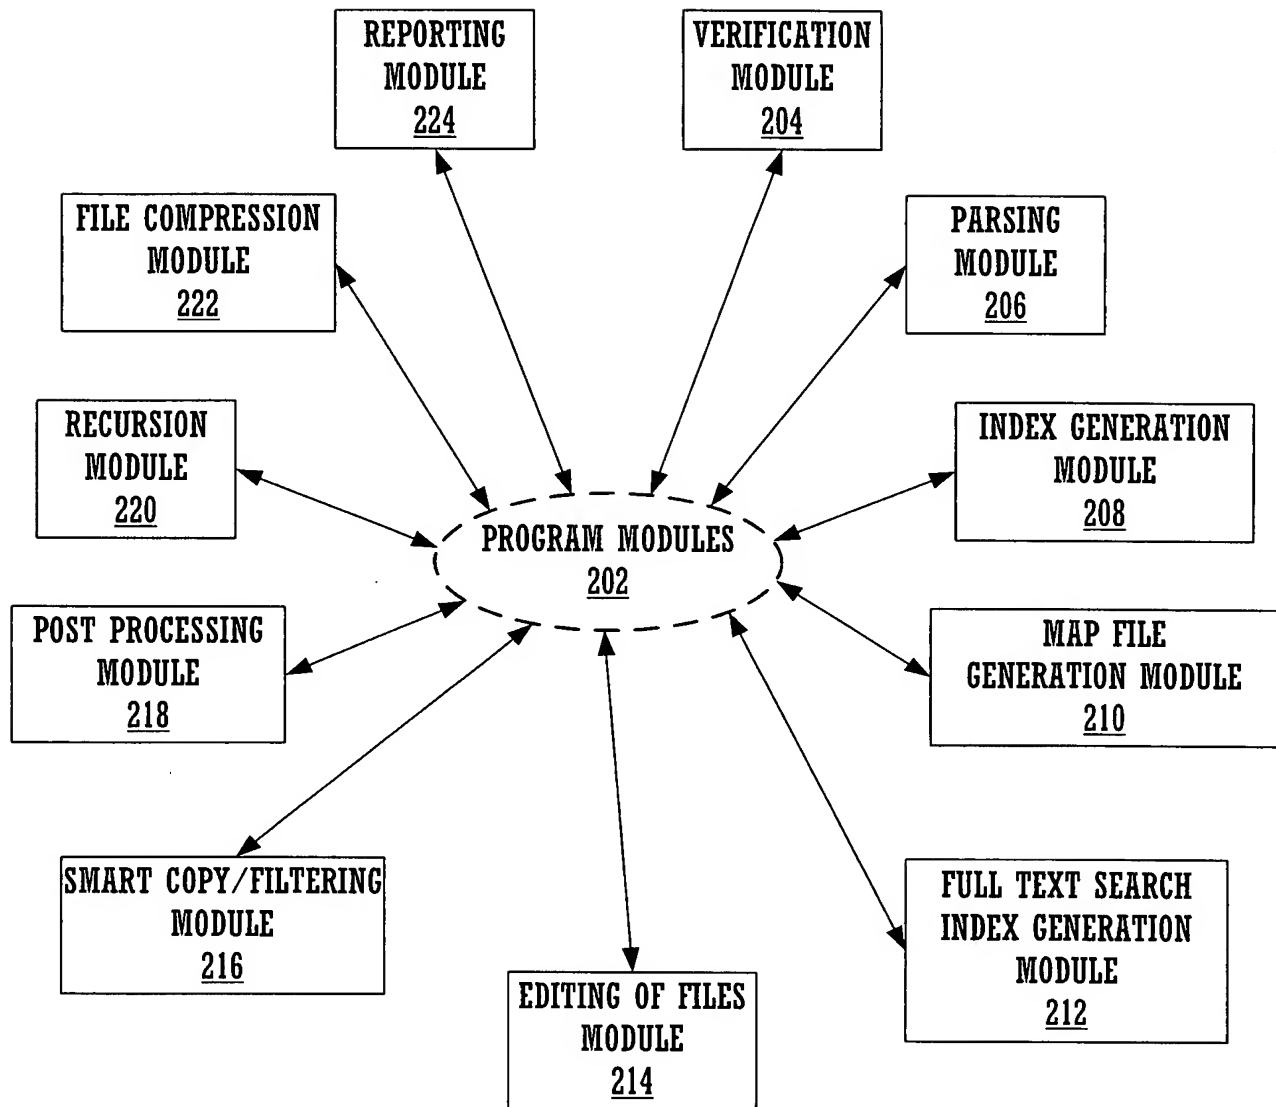 REPORTING
MODULE
224
VERIFICATION
MODULE
204
FILE COMPRESSION
MODULE
222
PARSING
MODULE
206
RECURSION
MODULE
220
INDEX GENERATION
MODULE
208
PROGRAM MODULES
202
POST PROCESSING
MODULE
218
MAP FILE
GENERATION MODULE
210
SMART COPY/FILTERING
MODULE
216
FULL TEXT SEARCH
INDEX GENERATION
MODULE
212
EDITING OF FILES
MODULE
214